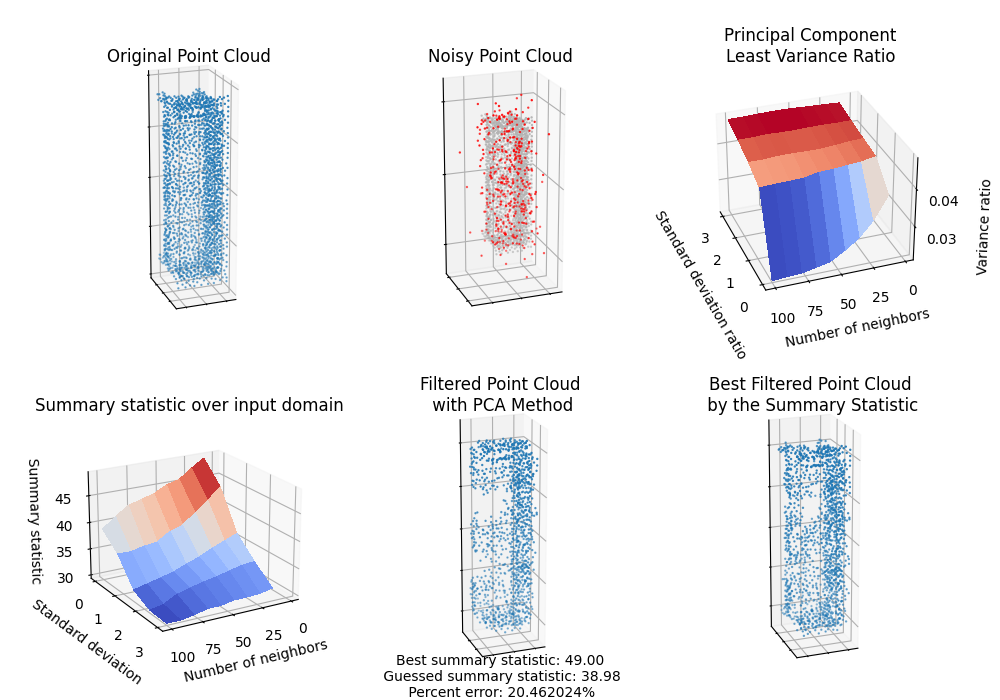 Original Point Cloud
Noisy Point Cloud
Principal Component
Least Variance Ratio
0.04
0.03
Variance ratio
3
2
1
0
Standard deviation ratio
100
75
50
25
0
Number of neighbors
Summary statistic over input domain
45
40
35
30
Summary statistic
0
1
2
3
Standard deviation
100
75
50
25
0
Number of neighbors
Filtered Point Cloud
with PCA Method
Best summary statistic: 49.00
Guessed summary statistic: 38.98
Percent error: 20.462024%
Best Filtered Point Cloud
by the Summary Statistic